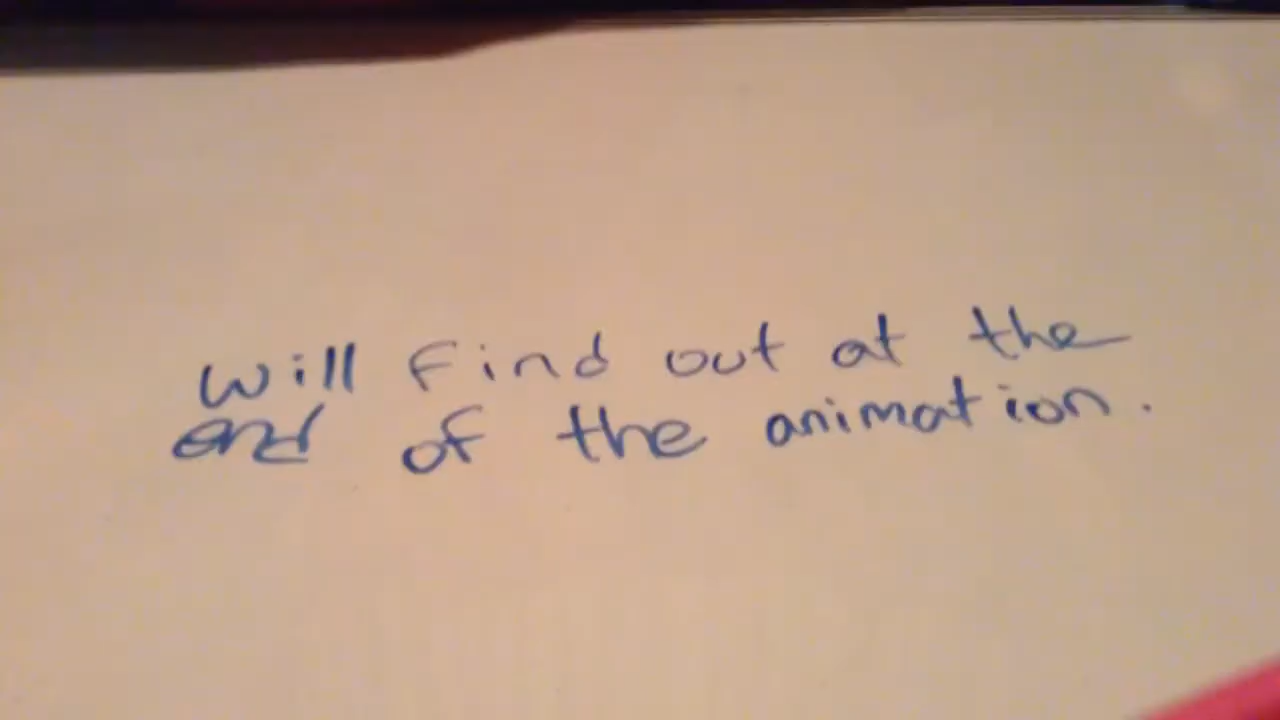 will find out at the
end of the animation.